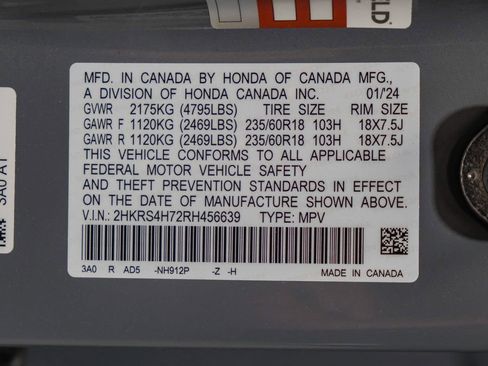 MFD. IN CANADA BY HONDA OF CANADA MFG.,
A DIVISION OF HONDA CANADA INC. 01/'24
GVWR 2175KG (4795LBS) TIRE SIZE RIM SIZE
GAWR F 1120KG (2469LBS) 235/60R18 103H 18X7.5J
GAWR R 1120KG (2469LBS) 235/60R18 103H 18X7.5J
THIS VEHICLE CONFORMS TO ALL APPLICABLE
FEDERAL MOTOR VEHICLE SAFETY
AND THEFT PREVENTION STANDARDS IN EFFECT
ON THE DATE OF MANUFACTURE SHOWN ABOVE.
V.I.N.: 2HKRS4H72RH456639 TYPE: MPV
3A0 R AD5 -NH912P -Z -H
MADE IN CANADA
3A0 A1